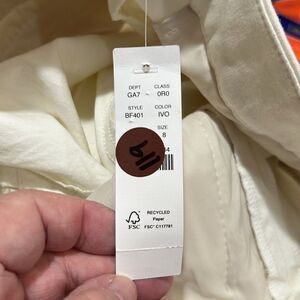 DEPT CLASS
GA7 - 0R0
STYLE COLOR
BF401 IVO
SIZE
8
RECYCLED
Paper
FSC® C117791
FSC